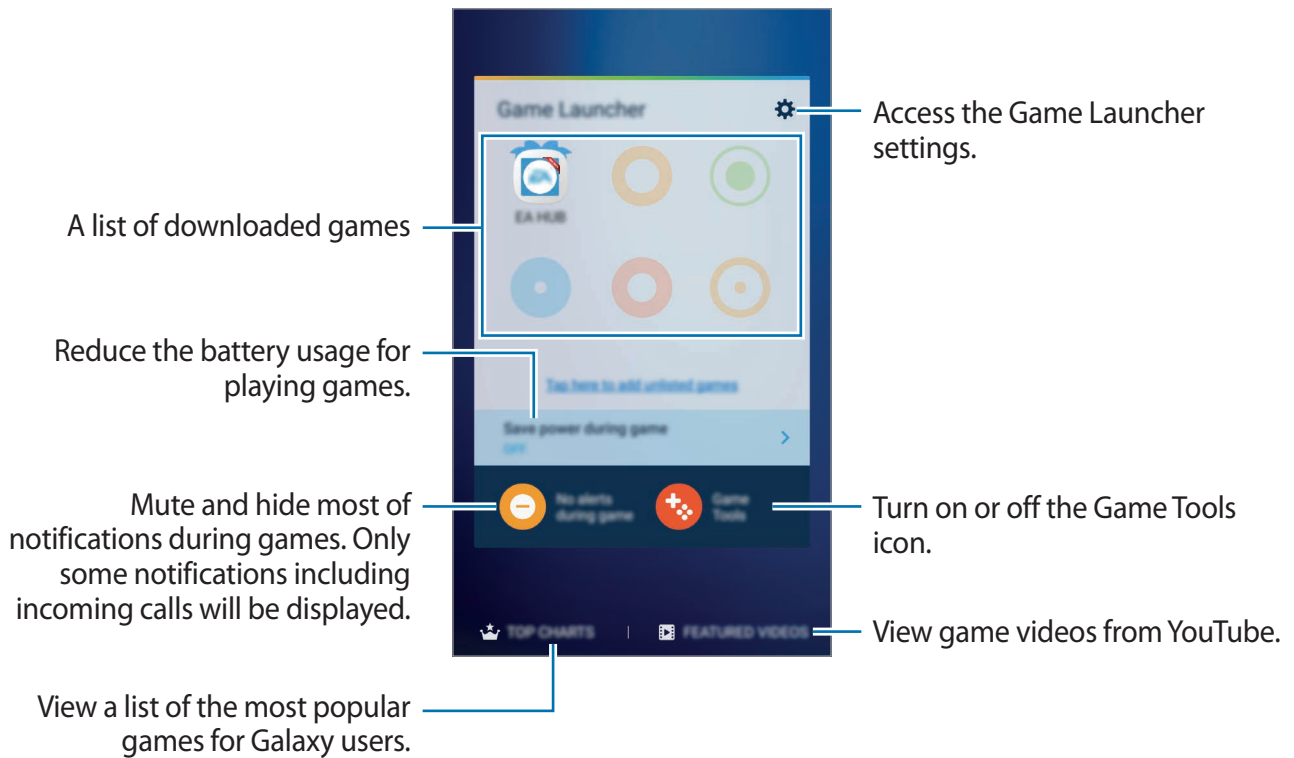 Game Launcher
Access the Game Launcher
settings.
EA HUB
A list of downloaded games
Reduce the battery usage for
playing games.
Tap here to add unlisted games
Save power during game
OFF
Mute and hide most of
notifications during games. Only
some notifications including
incoming calls will be displayed.
No alerts
during game
Game
Tools
Turn on or off the Game Tools
icon.
TOP CHARTS
FEATURED VIDEOS
View game videos from YouTube.
View a list of the most popular
games for Galaxy users.